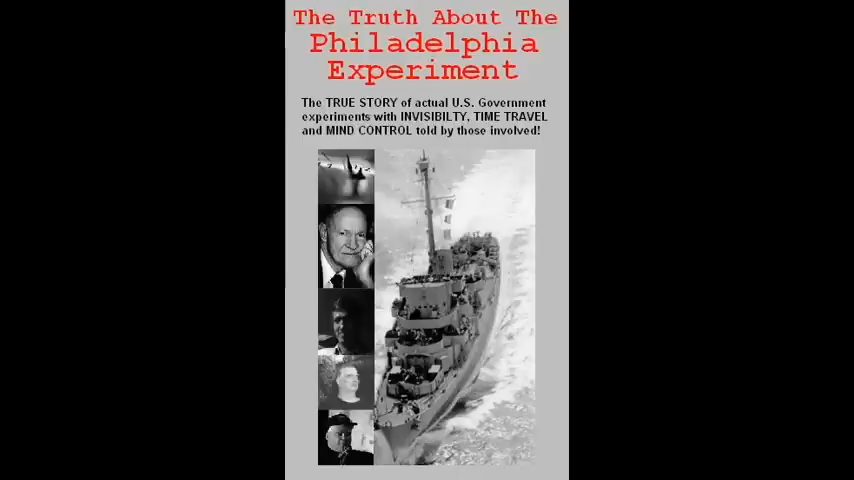 The Truth About The
Philadelphia
Experiment
The TRUE STORY of actual U.S. Government
experiments with INVISIBILTY, TIME TRAVEL
and MIND CONTROL told by those involved!